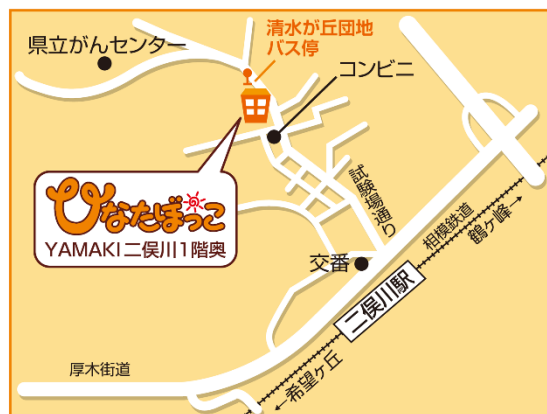 県立がんセンター
清水が丘団地
バス停
コンビニ
ひなたぼっこ
YAMAKI二俣川1階奥
試験場通り
相模鉄道
鶴ヶ峰→
交番
二俣川駅
厚木街道
←希望ヶ丘